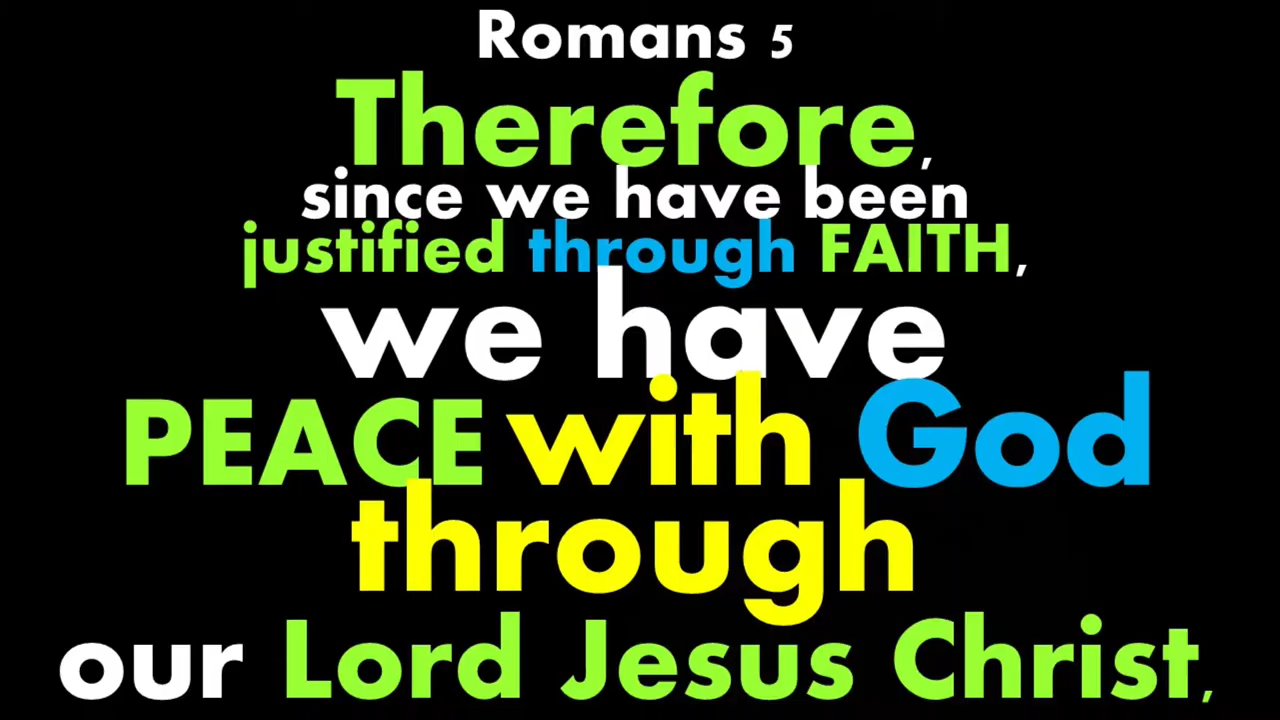 Romans 5
Therefore,
since we have been
justified through FAITH,
we have
PEACE with God
through
our Lord Jesus Christ,